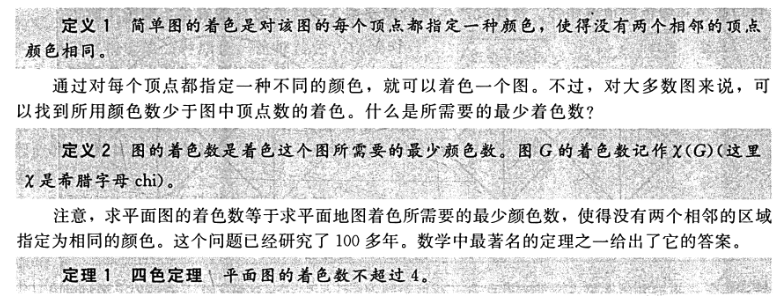 定义 1 简单图的着色是对该图的每个顶点都指定一种颜色，使得没有两个相邻的顶点
颜色相同。
通过对每个顶点都指定一种不同的颜色，就可以着色一个图。不过，对大多数图来说，可
以找到所用颜色数少于图中顶点数的着色。什么是所需要的最少着色数？
定义 2 图的着色数是着色这个图所需要的最少颜色数。图 G 的着色数记作 χ(G)(这里
χ 是希腊字母 chi)。
注意，求平面图的着色数等于求平面地图着色所需要的最少颜色数，使得没有两个相邻的区域
指定为相同的颜色。这个问题已经研究了 100 多年。数学中最著名的定理之一给出了它的答案。
定理 1 四色定理 平面图的着色数不超过 4。